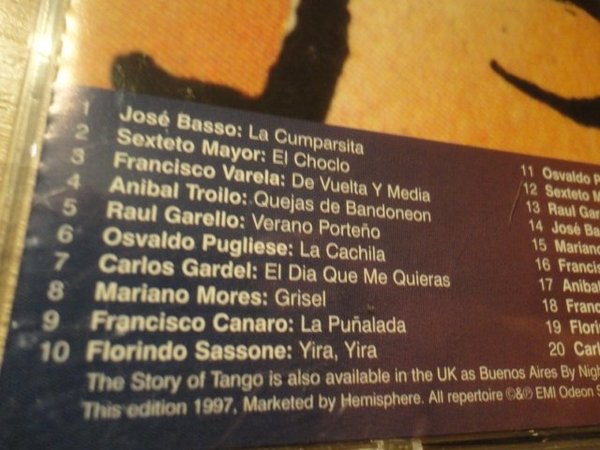 1 José Basso: La Cumparsita
2 Sexteto Mayor: El Choclo
3 Francisco Varela: De Vuelta Y Media
4 Anibal Troilo: Quejas de Bandoneon
5 Raul Garello: Verano Porteño
6 Osvaldo Pugliese: La Cachila
7 Carlos Gardel: El Dia Que Me Quieras
8 Mariano Mores: Grisel
9 Francisco Canaro: La Puñalada
10 Florindo Sassone: Yira, Yira
11 Osvaldo P
12 Sexteto M
13 Raul Gar
14 José Ba
15 Marian
16 Francis
17 Anibal
18 Franc
19 Florin
20 Carl
The Story of Tango is also available in the UK as Buenos Aires By Nigh
This edition 1997, Marketed by Hemisphere. All repertoire ©&℗ EMI Odeon S